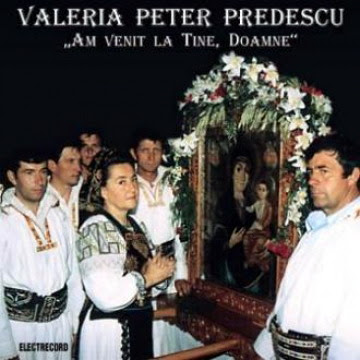 VALERIA PETER PREDESCU
„AM VENIT LA TINE, DOAMNE“
ELECTRECORD